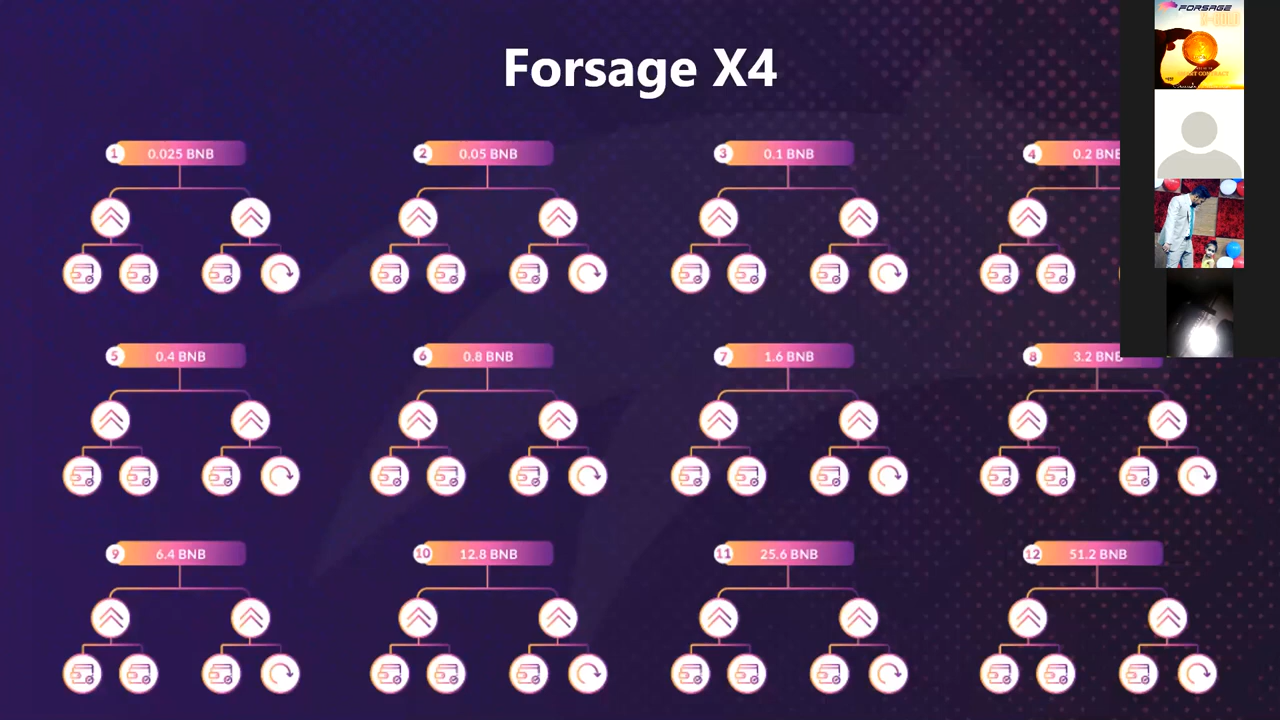 Forsage X4
FORSAGE
1 0.025 BNB
2 0.05 BNB
3 0.1 BNB
4 0.2 BNB
5 0.4 BNB
6 0.8 BNB
7 1.6 BNB
8 3.2 BNB
9 6.4 BNB
10 12.8 BNB
11 25.6 BNB
12 51.2 BNB